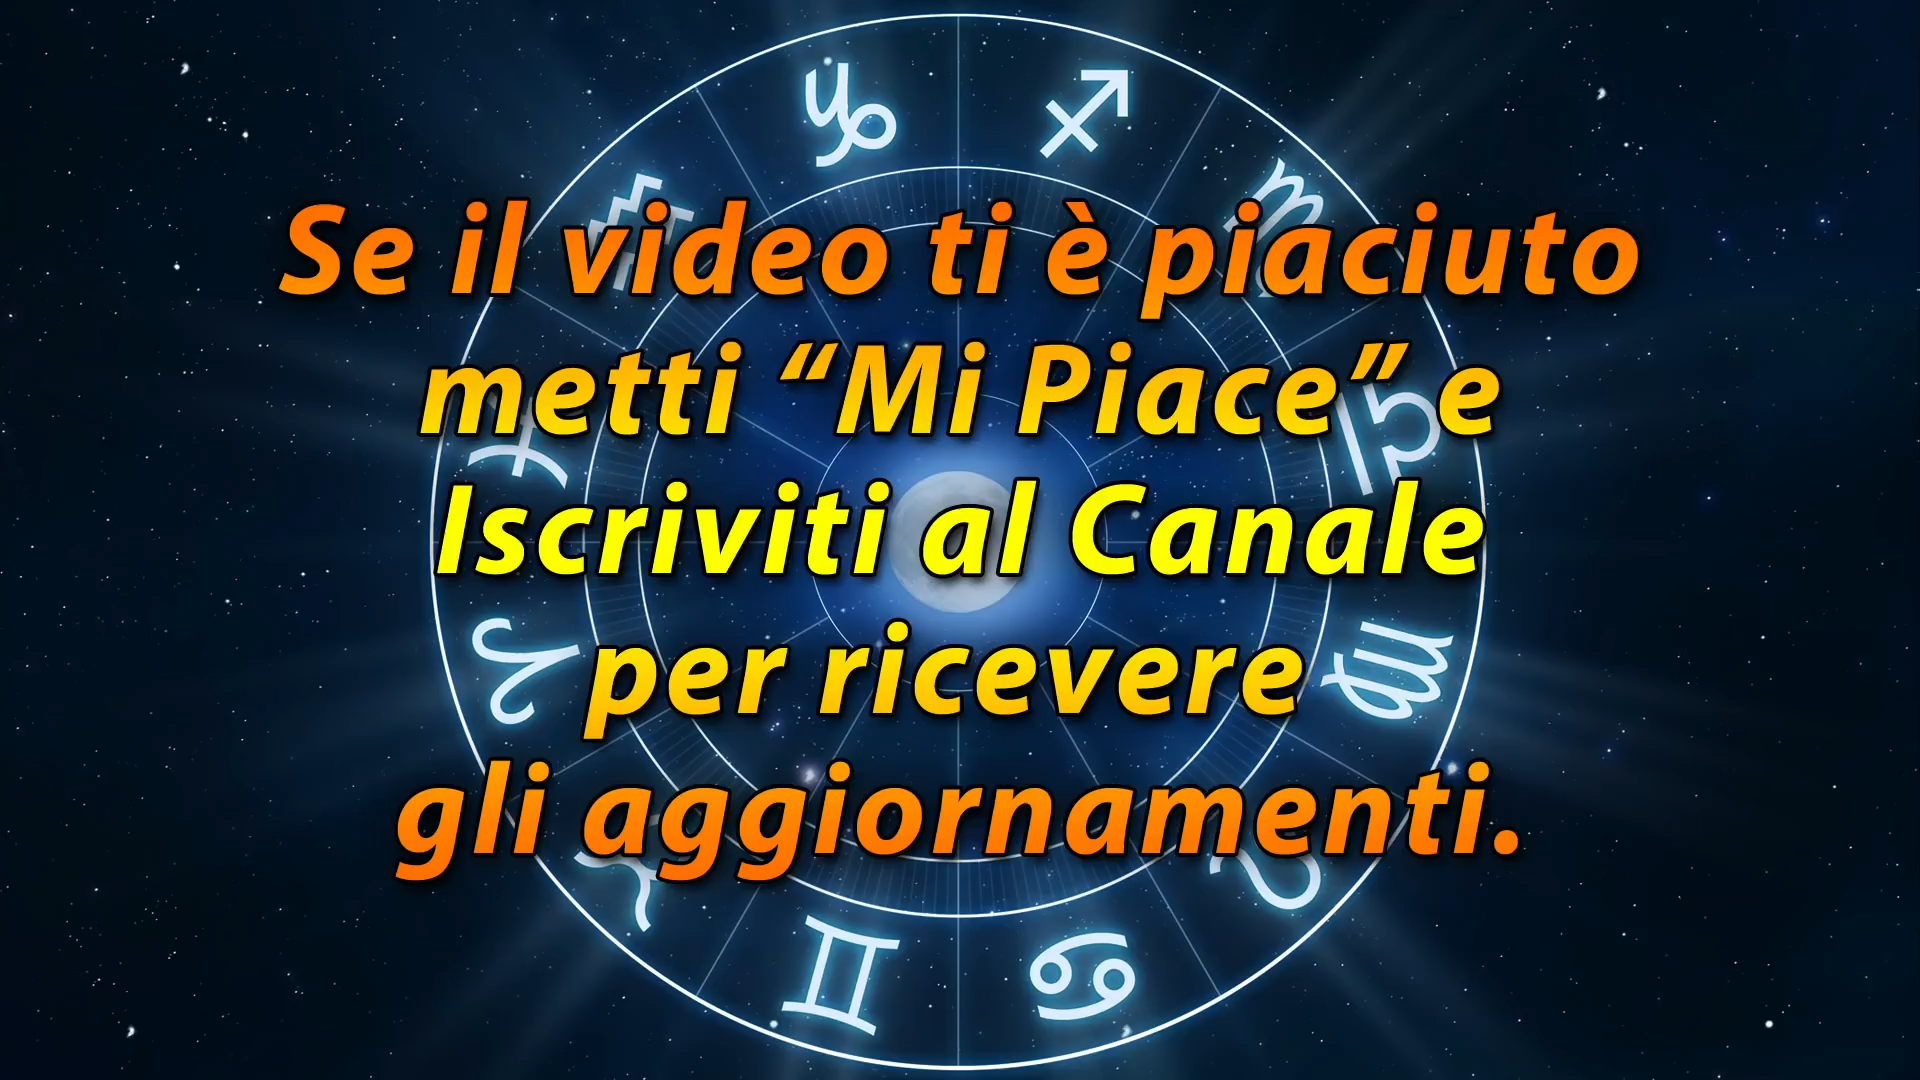 Se il video ti è piaciuto
metti “Mi Piace” e
Iscriviti al Canale
per ricevere
gli aggiornamenti.